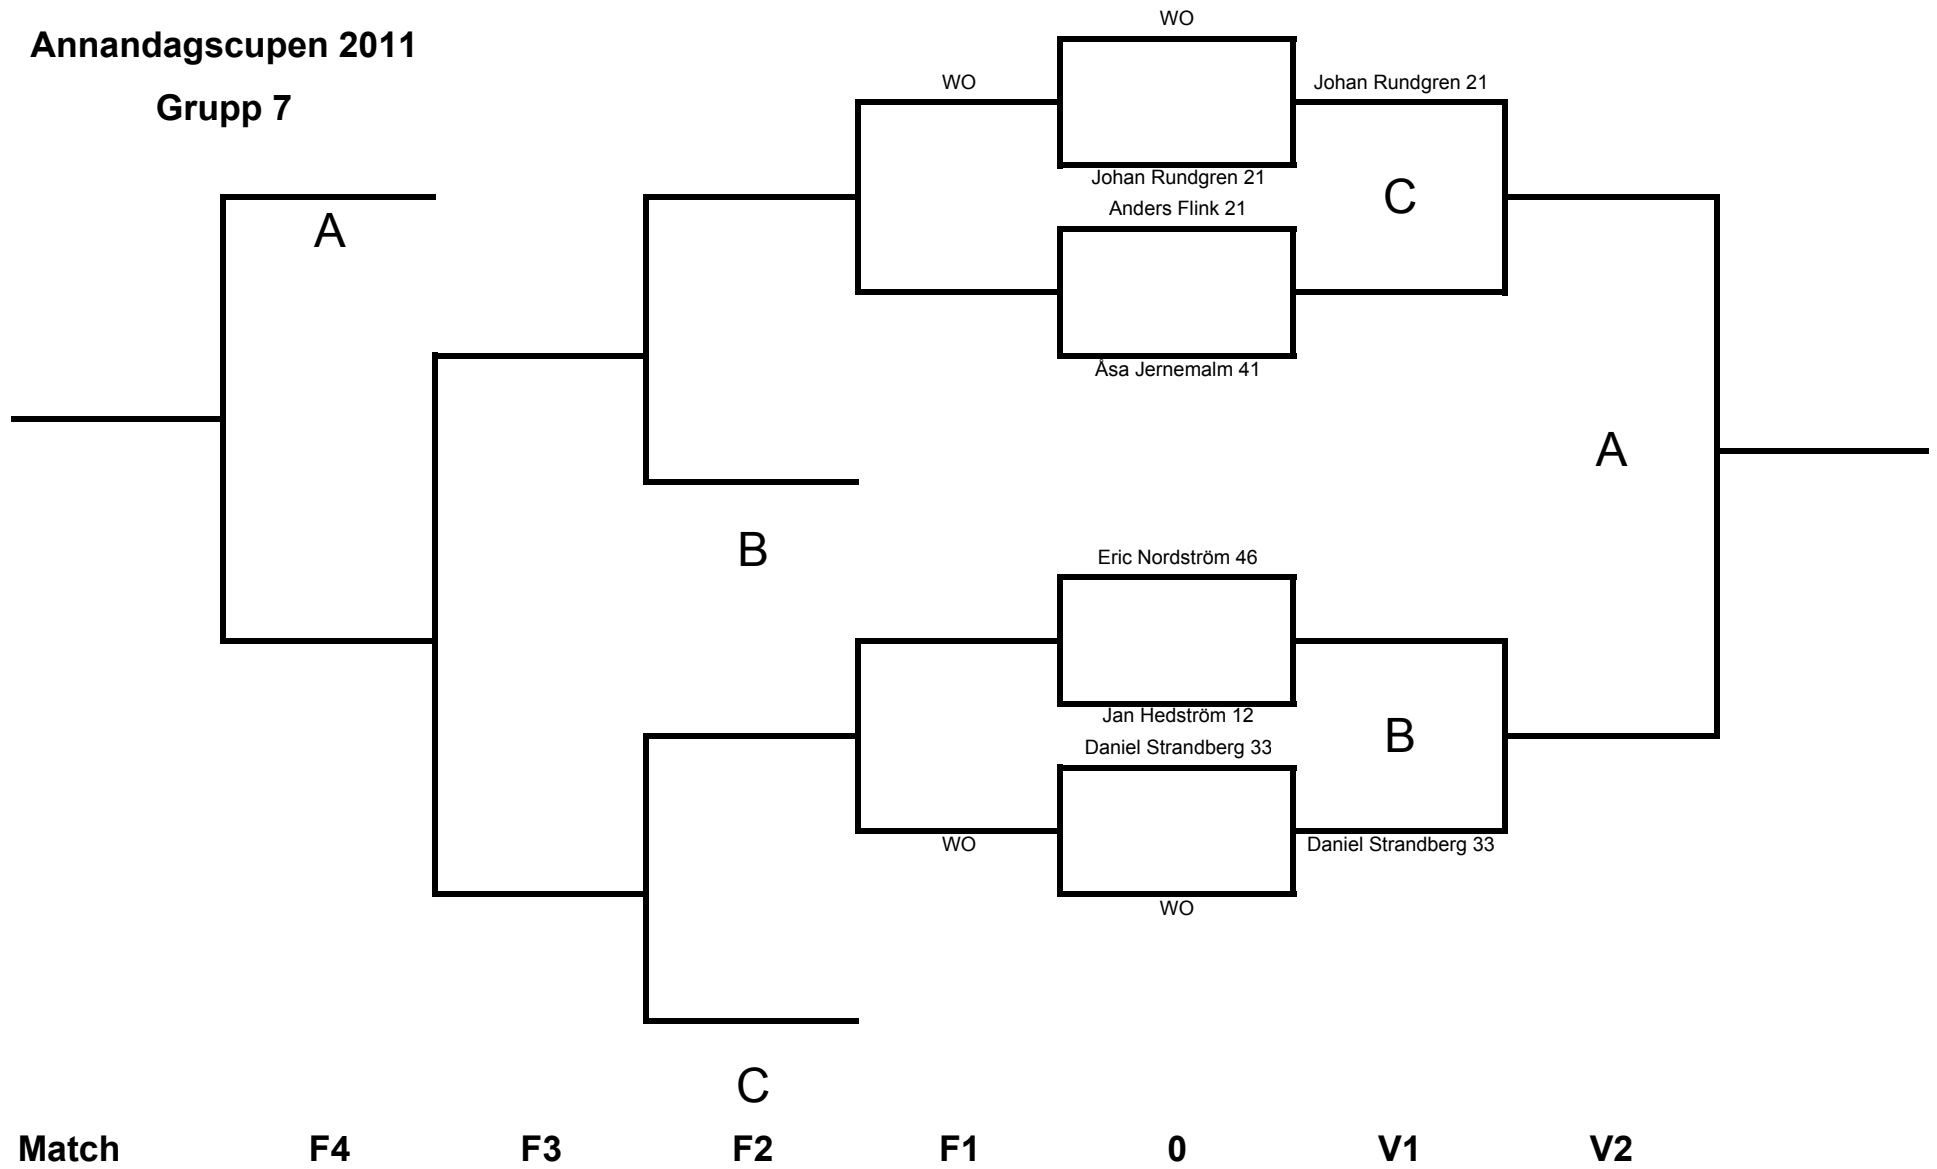 Annandagscupen 2011
Grupp 7
WO
WO
Johan Rundgren 21
Johan Rundgren 21
Anders Flink 21
C
A
Åsa Jernemalm 41
A
B
Eric Nordström 46
Jan Hedström 12
Daniel Strandberg 33
B
WO
Daniel Strandberg 33
WO
C
Match F4 F3 F2 F1 0 V1 V2